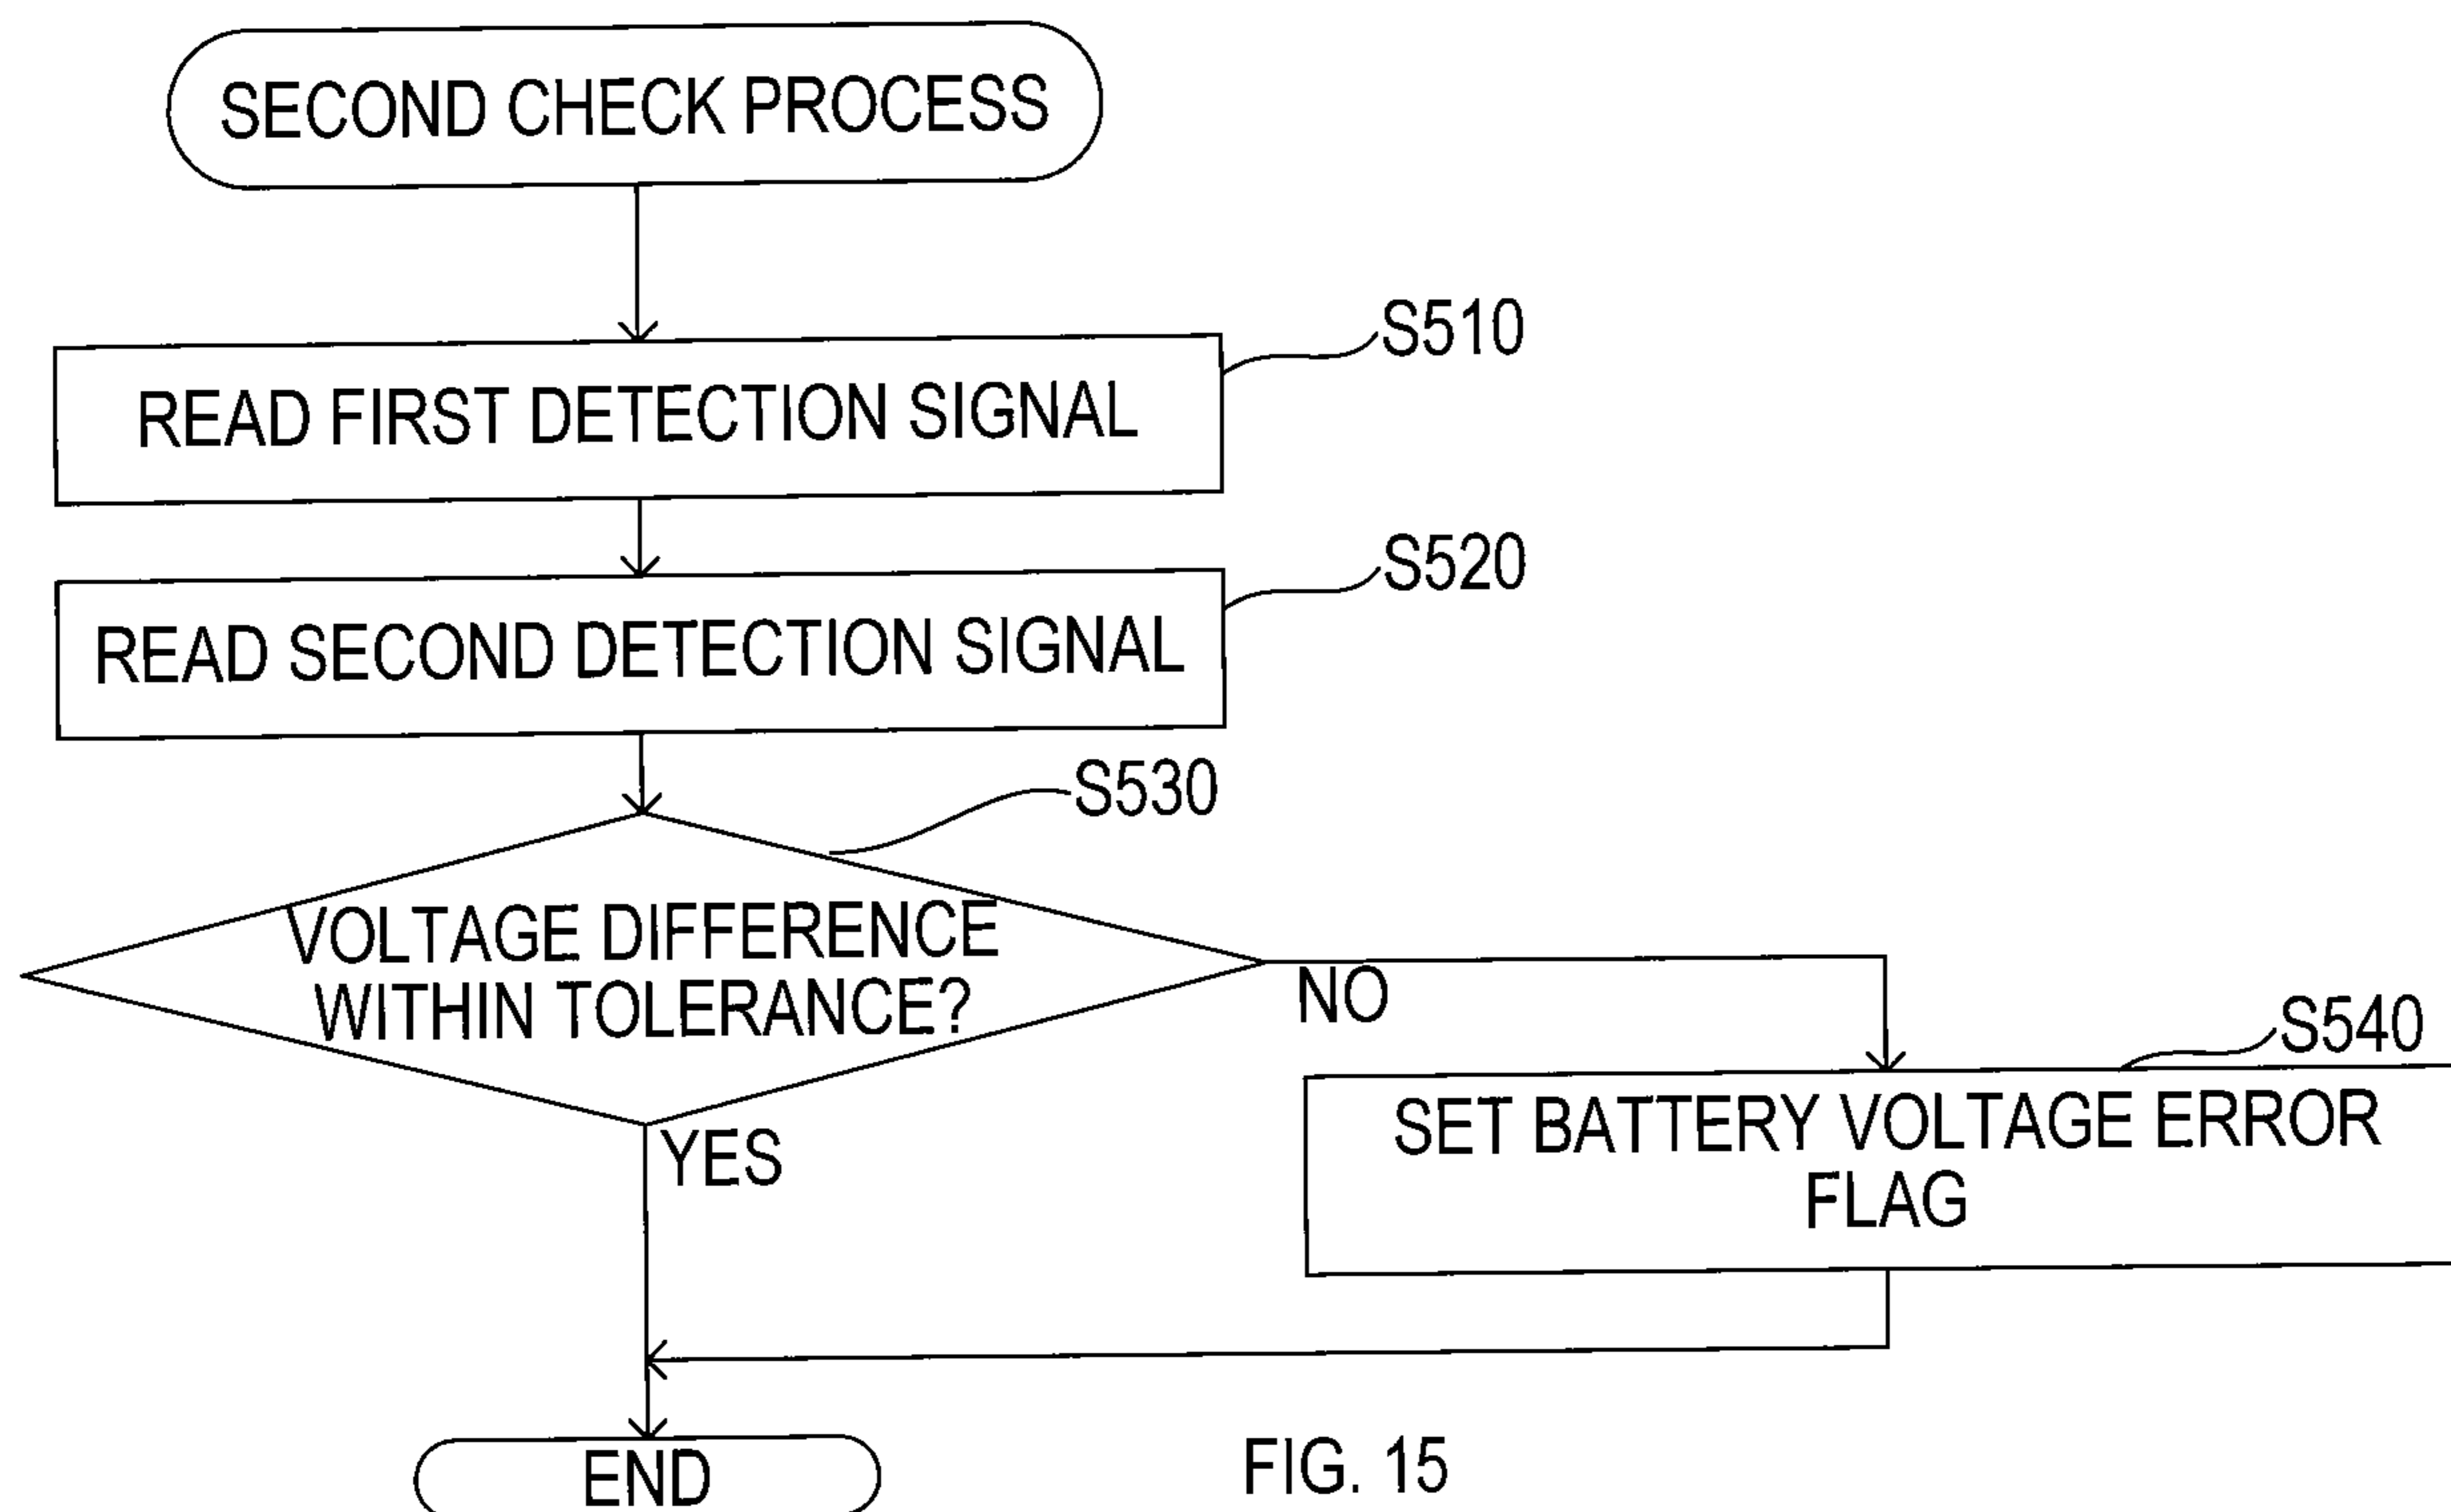 SECOND CHECK PROCESS
S510
READ FIRST DETECTION SIGNAL
S520
READ SECOND DETECTION SIGNAL
S530
VOLTAGE DIFFERENCE
WITHIN TOLERANCE?
NO
S540
SET BATTERY VOLTAGE ERROR
FLAG
YES
END
FIG. 15